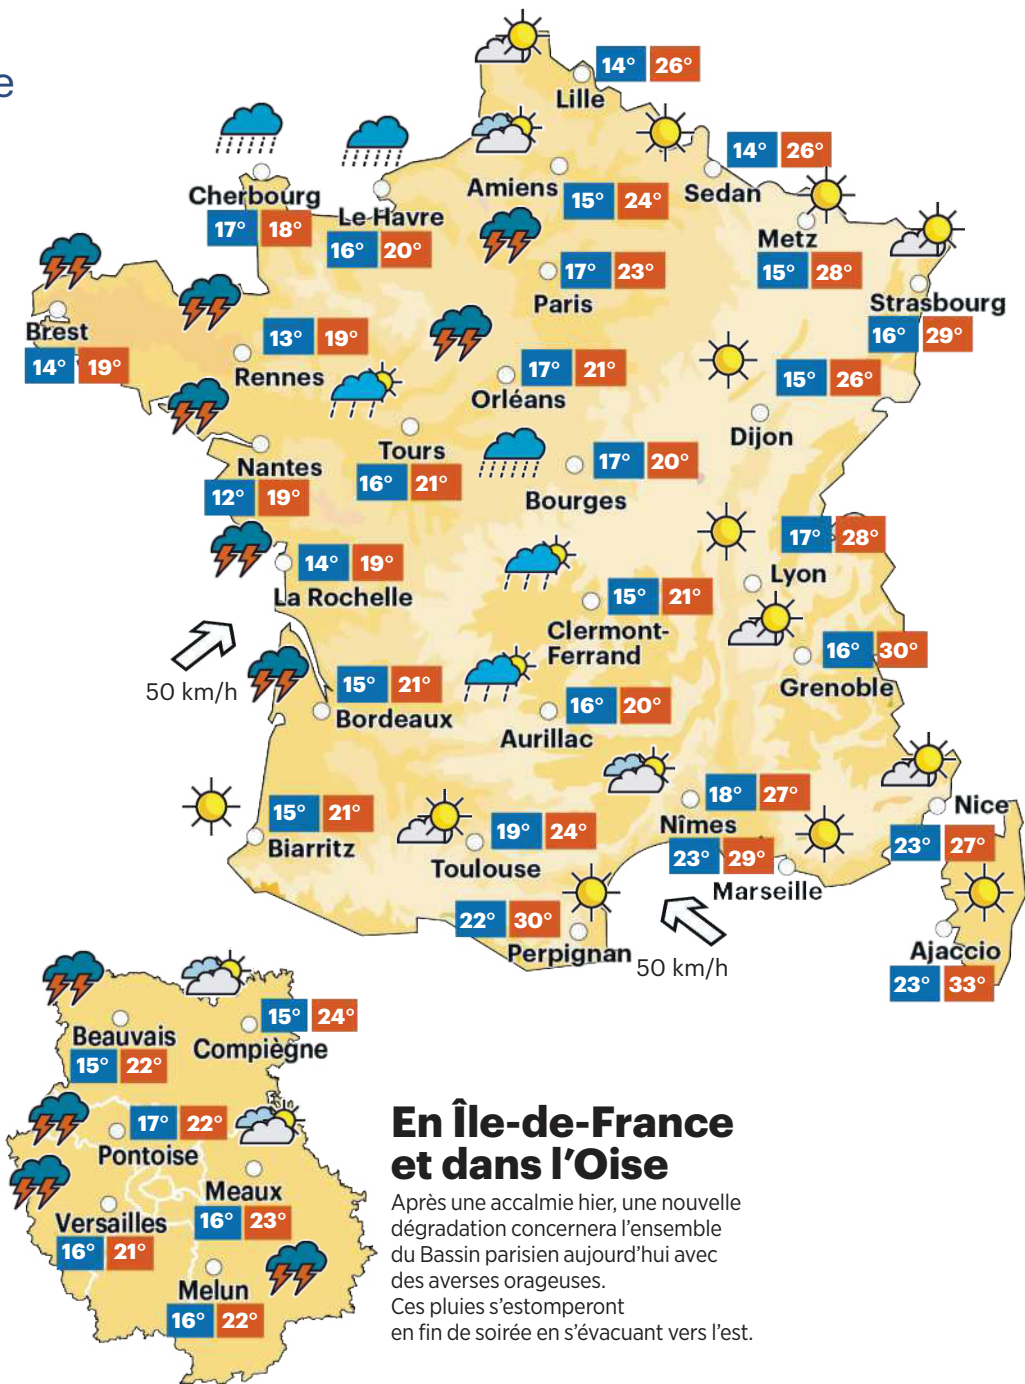 e
14° 26°
Lille
14° 26°
Sedan
Amiens
15° 24°
Cherbourg
17° 18°
Le Havre
16° 20°
Metz
15° 28°
17° 23°
Paris
Strasbourg
16° 29°
Brest
14° 19°
13° 19°
Rennes
17° 21°
Orléans
15° 26°
Dijon
Tours
16° 21°
Nantes
12° 19°
17° 20°
Bourges
17° 28°
Lyon
14° 19°
La Rochelle
15° 21°
Clermont-
Ferrand
16° 30°
Grenoble
50 km/h
15° 21°
Bordeaux
16° 20°
Aurillac
18° 27°
Nîmes
Nice
23° 27°
15° 21°
Biarritz
19° 24°
Toulouse
23° 29°
Marseille
22° 30°
Perpignan
50 km/h
Ajaccio
23° 33°
Beauvais
15° 22°
15° 24°
Compiègne
17° 22°
Pontoise
Meaux
16° 23°
Versailles
16° 21°
Melun
16° 22°
En Île-de-France
et dans l'Oise
Après une accalmie hier, une nouvelle
dégradation concernera l'ensemble
du Bassin parisien aujourd'hui avec
des averses orageuses.
Ces pluies s'estomperont
en fin de soirée en s'évacuant vers l'est.